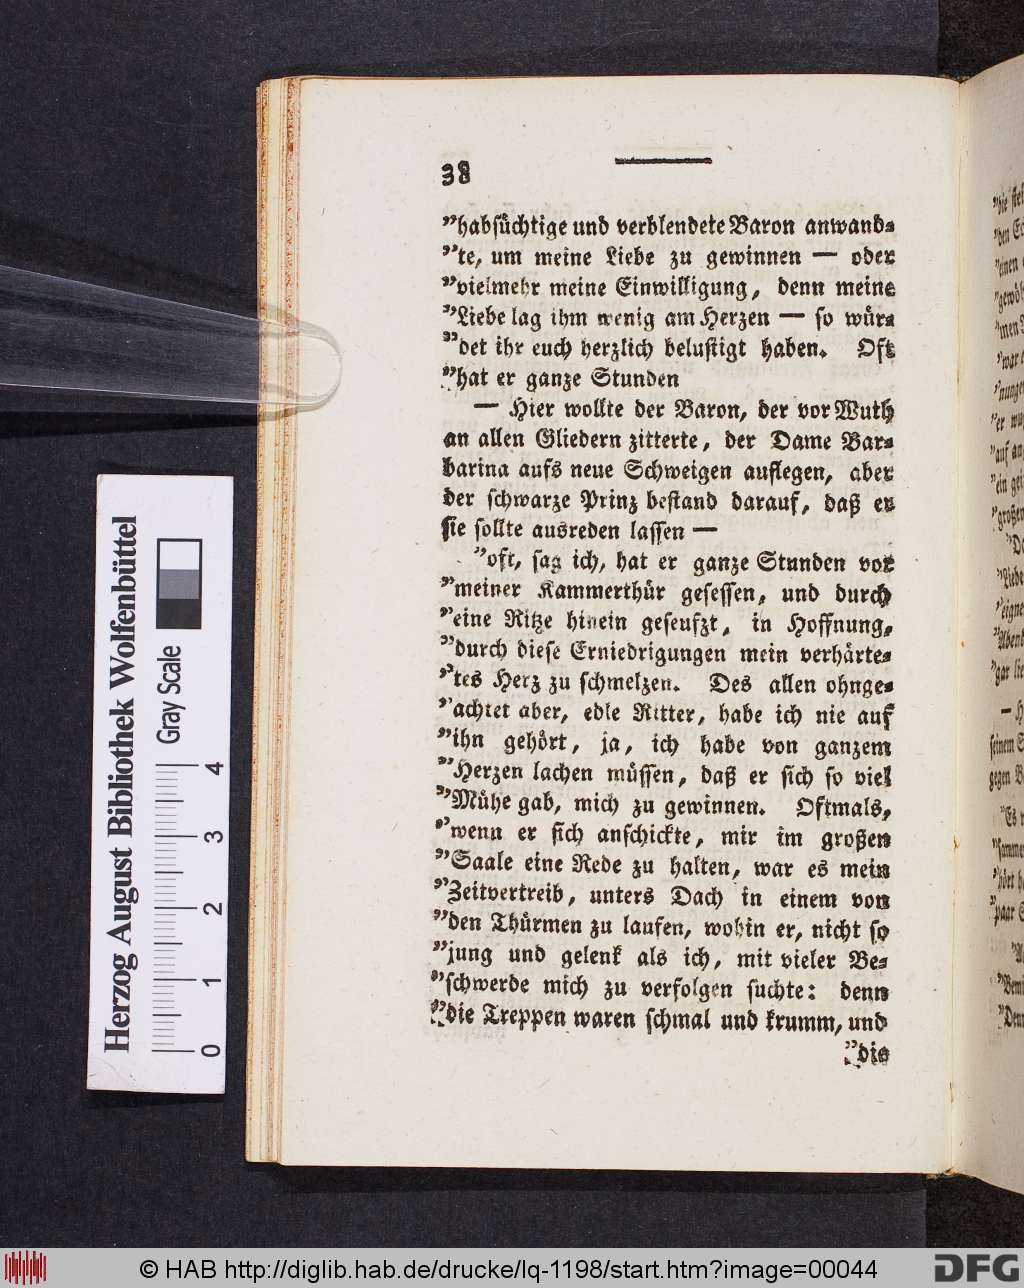 38
”habsüchtige und verblendete Baron anwand-
”te, um meine Liebe zu gewinnen — oder
”vielmehr meine Einwilligung, denn meine
”Liebe lag ihm wenig am Herzen — so wür-
”det ihr euch herzlich belustigt haben. Oft
”hat er ganze Stunden
— Hier wollte der Baron, der vor Wuth
an allen Gliedern zitterte, der Dame Bar-
barina aufs neue Schweigen auflegen, aber
der schwarze Prinz bestand darauf, daß er
sie sollte ausreden lassen —
”oft, sag ich, hat er ganze Stunden vor
”meiner Kammerthür gesessen, und durch
”eine Ritze hinein geseufzt, in Hoffnung,
”durch diese Erniedrigungen mein verhärte-
”tes Herz zu schmelzen. Des allen ohnge-
”achtet aber, edle Ritter, habe ich nie auf
”ihn gehört, ja, ich habe von ganzem
”Herzen lachen müssen, daß er sich so viel
”Mühe gab, mich zu gewinnen. Oftmals,
”wenn er sich anschickte, mir im großen
”Saale eine Rede zu halten, war es mein
”Zeitvertreib, unters Dach in einem von
”den Thürmen zu laufen, wohin er, nicht so
”jung und gelenk als ich, mit vieler Be-
”schwerde mich zu verfolgen suchte: denn
”die Treppen waren schmal und krumm, und
”die
Herzog August Bibliothek Wolfenbüttel
Gray Scale
0 1 2 3 4
© HAB http://diglib.hab.de/drucke/lq-1198/start.htm?image=00044
DFG